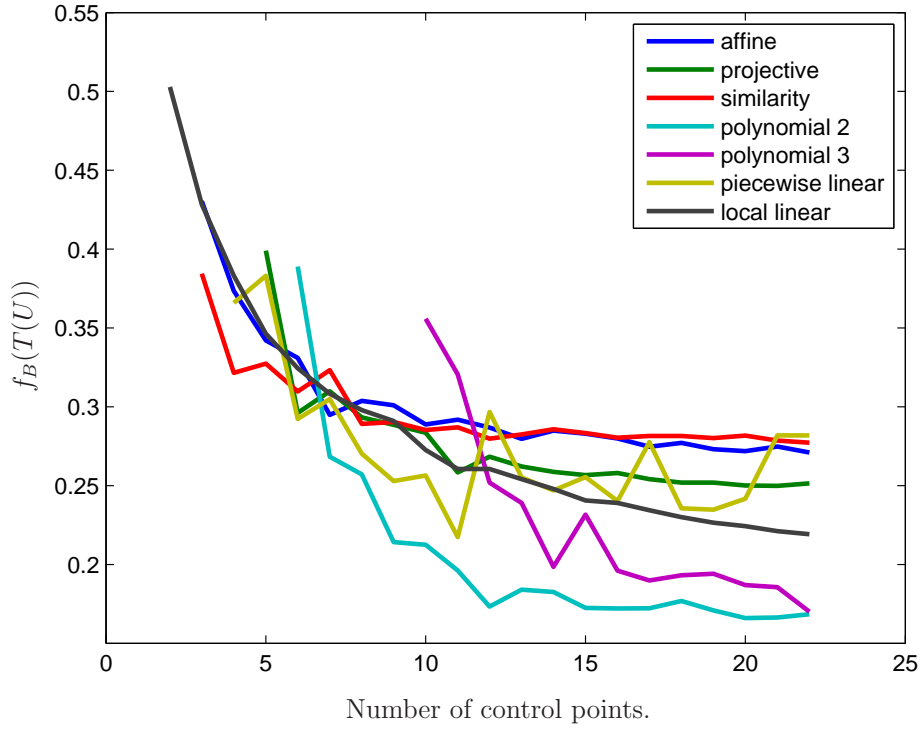 0.55
0.5
0.45
0.4
0.35
0.3
0.25
0.2
f_B(T(U))
affine
projective
similarity
polynomial 2
polynomial 3
piecewise linear
local linear
0 5 10 15 20 25
Number of control points.